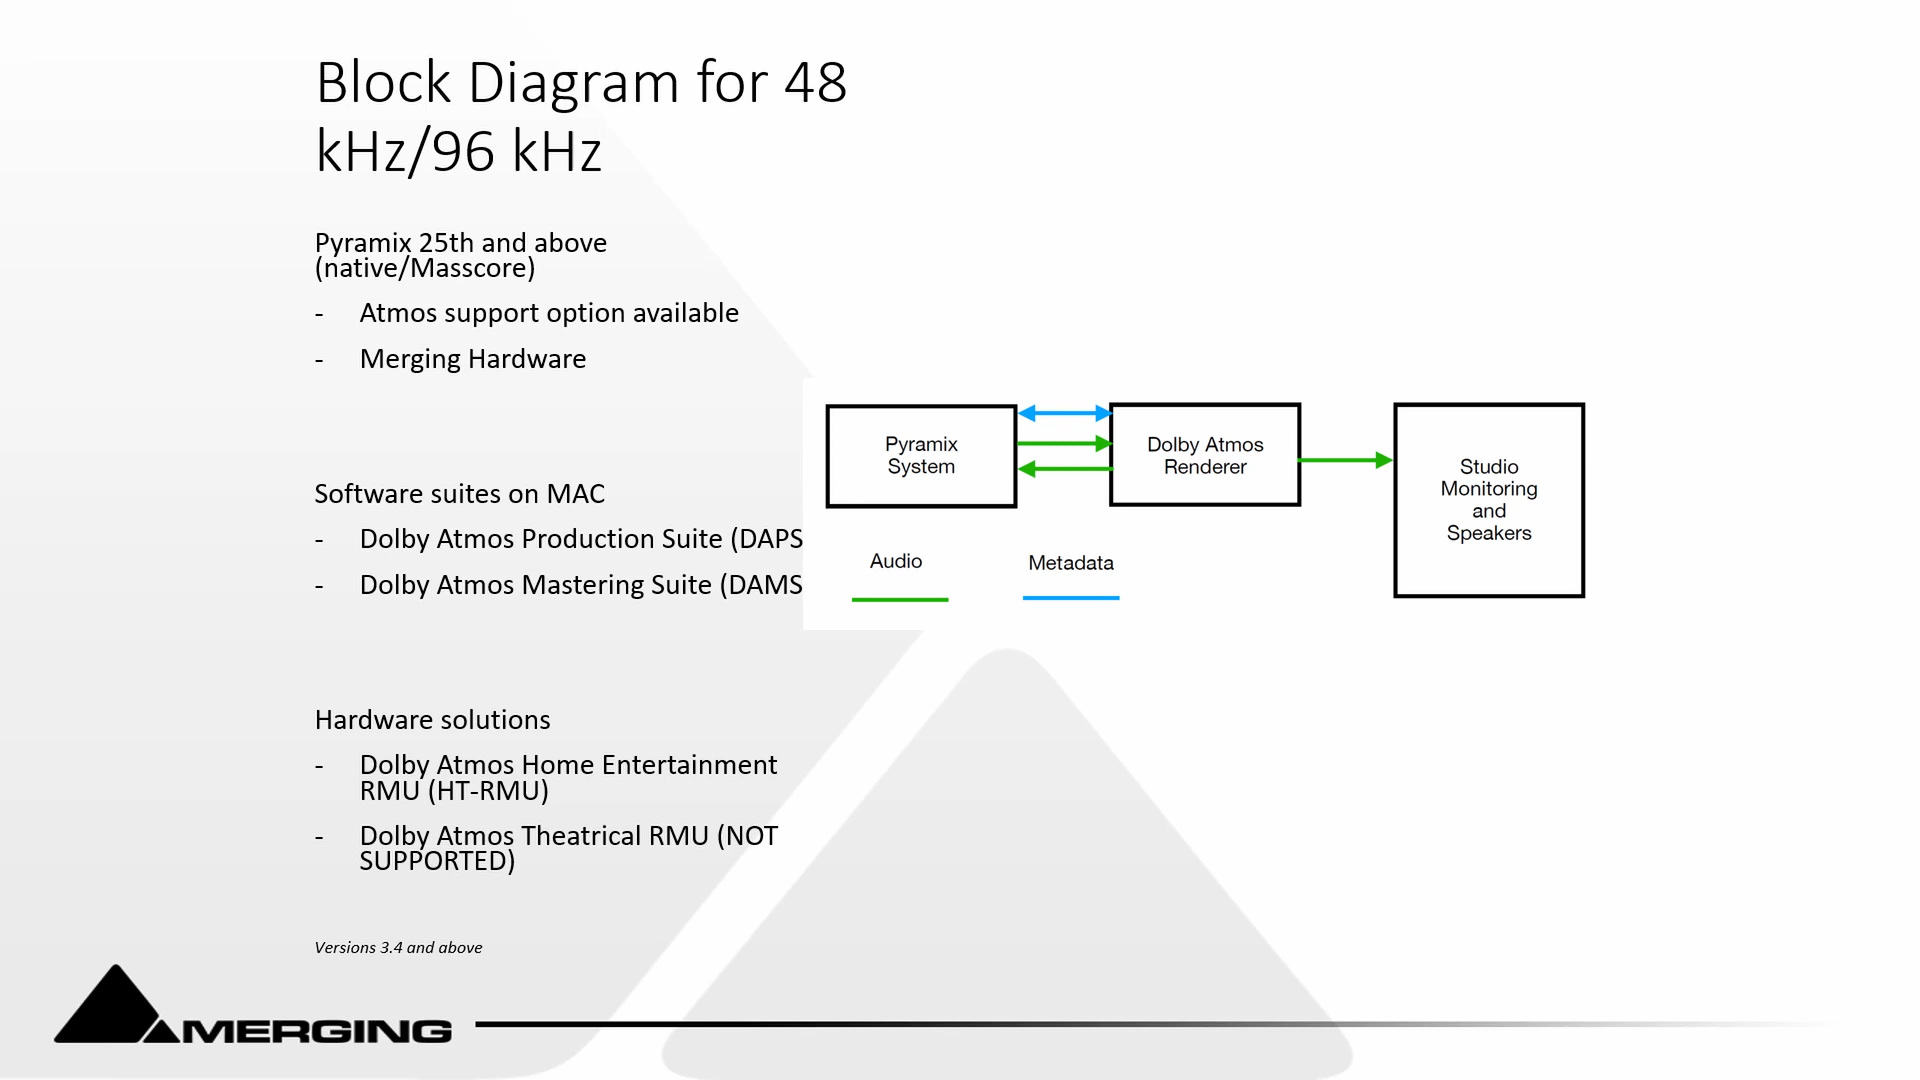 Block Diagram for 48
kHz/96 kHz
Pyramix 25th and above
(native/Masscore)
- Atmos support option available
- Merging Hardware
Software suites on MAC
- Dolby Atmos Production Suite (DAPS
- Dolby Atmos Mastering Suite (DAMS
Hardware solutions
- Dolby Atmos Home Entertainment
RMU (HT-RMU)
- Dolby Atmos Theatrical RMU (NOT
SUPPORTED)
Versions 3.4 and above
Pyramix
System
Dolby Atmos
Renderer
Studio
Monitoring
and
Speakers
Audio
Metadata
MERGING